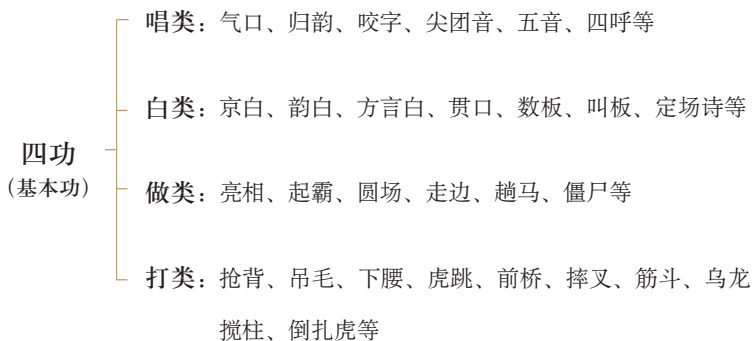 唱类：气口、归韵、咬字、尖团音、五音、四呼等
白类：京白、韵白、方言白、贯口、数板、叫板、定场诗等
四功
（基本功）
做类：亮相、起霸、圆场、走边、趟马、僵尸等
打类：抢背、吊毛、下腰、虎跳、前桥、摔叉、筋斗、乌龙
搅柱、倒扎虎等